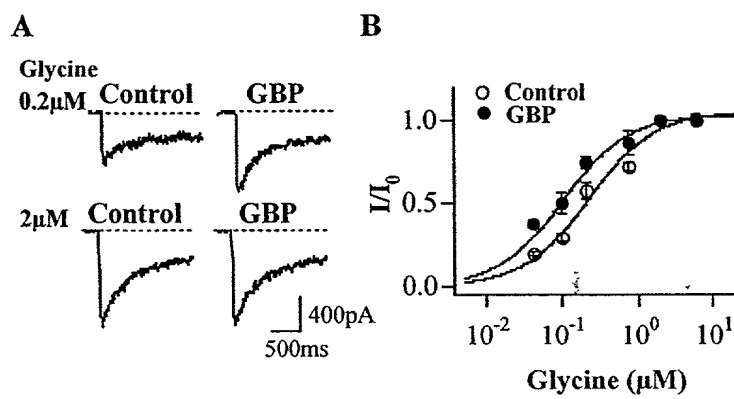 A
Glycine
0.2μM
Control
GBP
2μM
Control
GBP
400pA
500ms
B
Control
GBP
1.0
0.5
0.0
I/I₀
10⁻²
10⁻¹
10⁰
10¹
Glycine (μM)